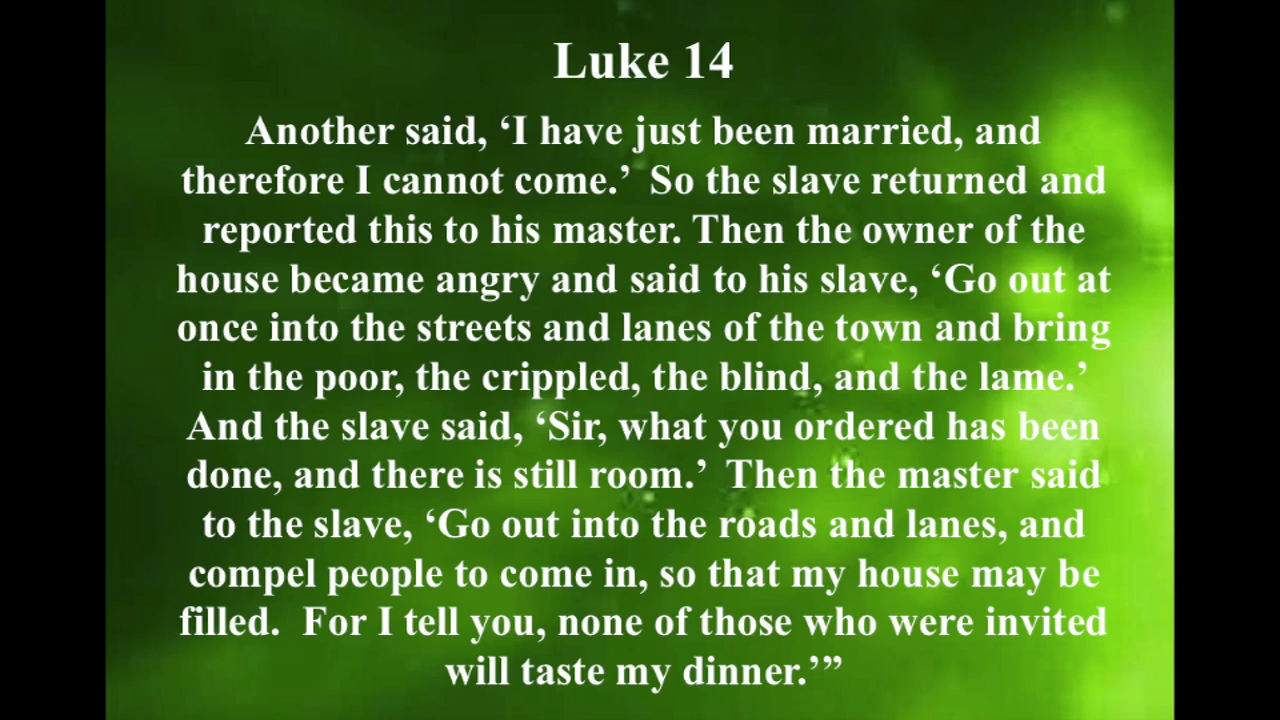 Luke 14
Another said, ‘I have just been married, and
therefore I cannot come.’  So the slave returned and
reported this to his master. Then the owner of the
house became angry and said to his slave, ‘Go out at
once into the streets and lanes of the town and bring
in the poor, the crippled, the blind, and the lame.’
And the slave said, ‘Sir, what you ordered has been
done, and there is still room.’  Then the master said
to the slave, ‘Go out into the roads and lanes, and
compel people to come in, so that my house may be
filled.  For I tell you, none of those who were invited
will taste my dinner.’”